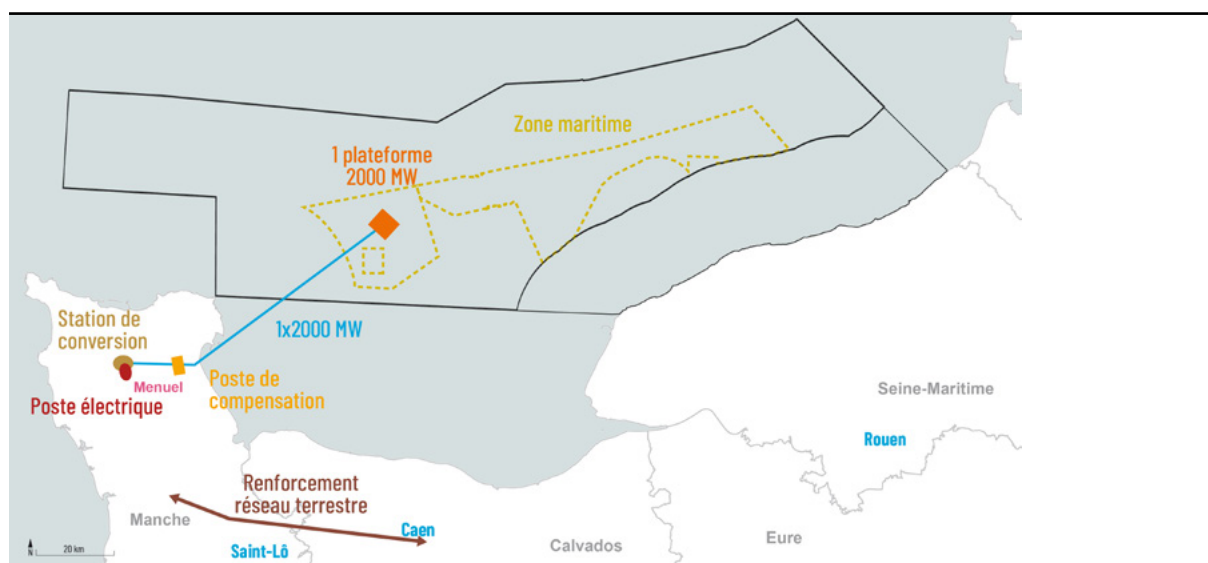 Zone maritime
1 plateforme
2000 MW
1x2000 MW
Station de
conversion
Menuel
Poste électrique
Poste de
compensation
Seine-Maritime
Rouen
Renforcement
réseau terrestre
Manche
Caen
Saint-Lô
Calvados
Eure
N
20 km